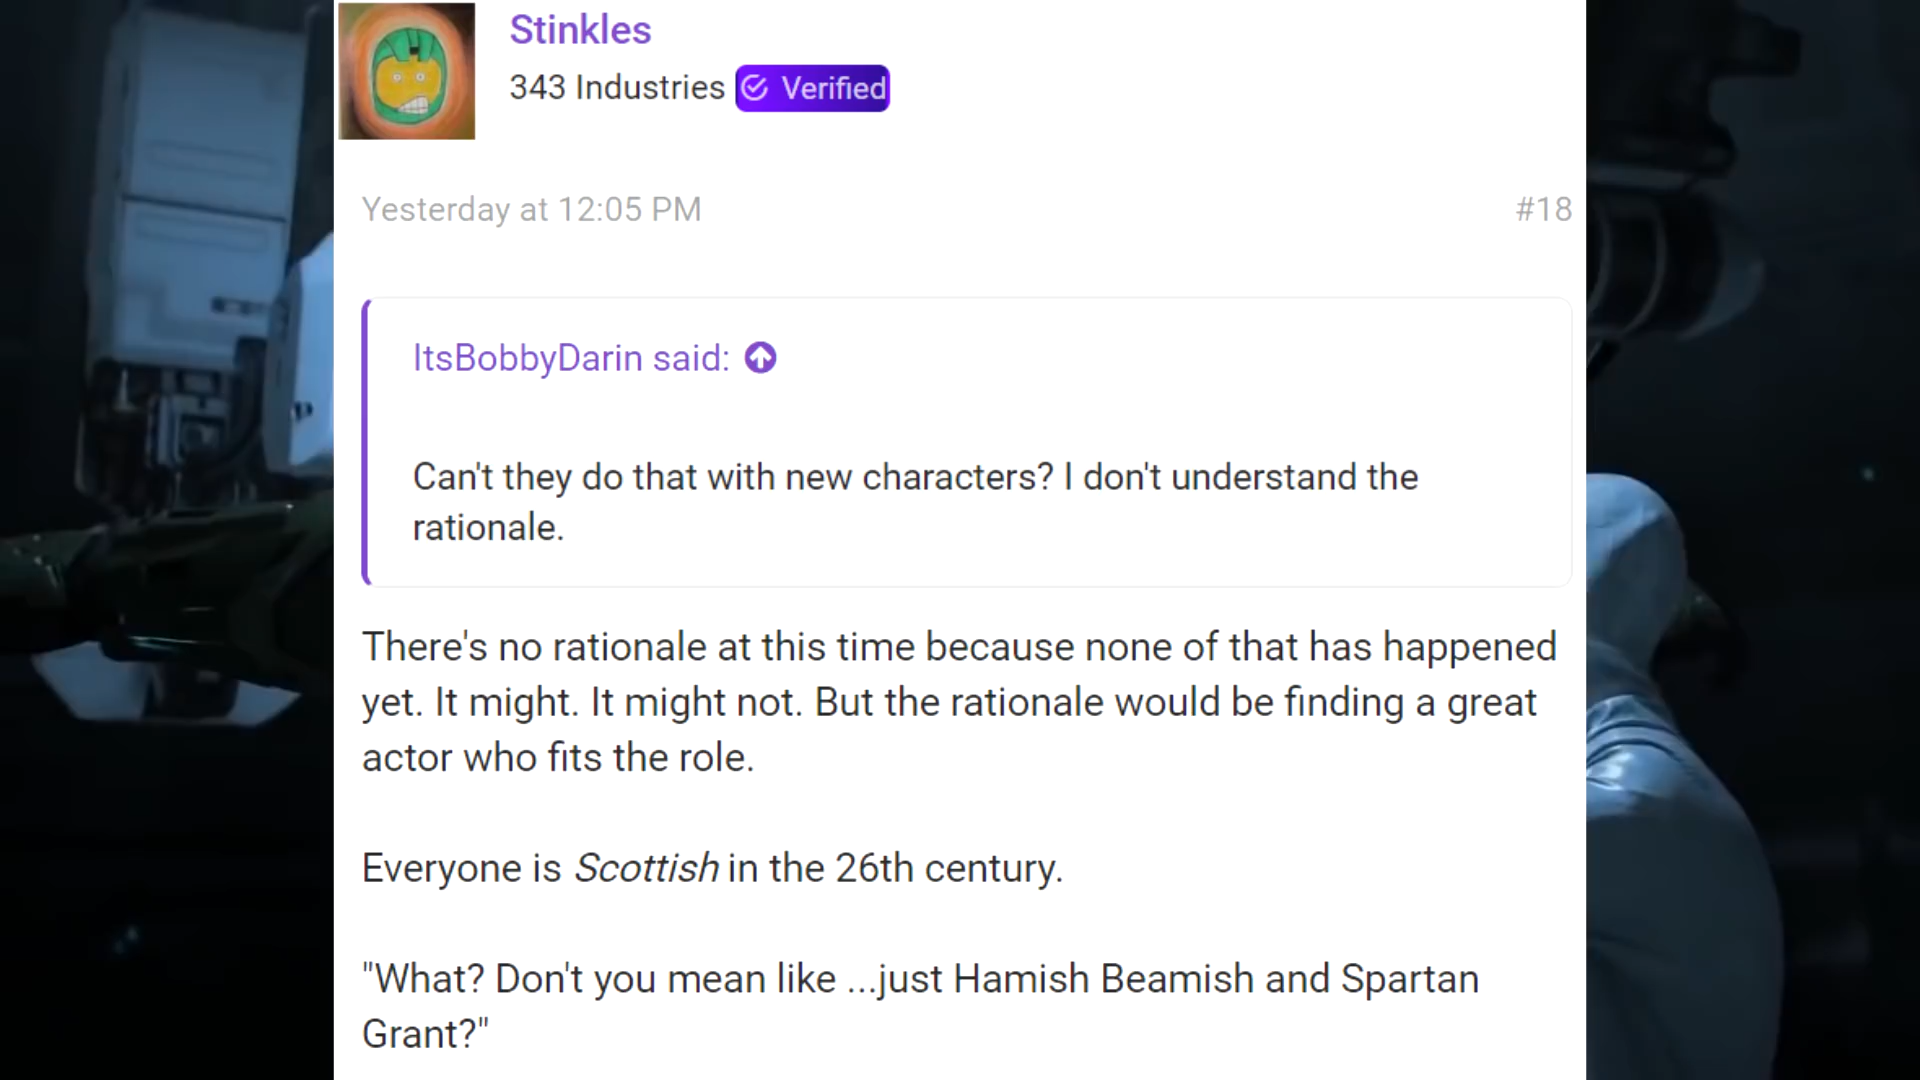 Stinkles
343 Industries Verified
Yesterday at 12:05 PM #18
ItsBobbyDarin said:
Can't they do that with new characters? I don't understand the
rationale.
There's no rationale at this time because none of that has happened
yet. It might. It might not. But the rationale would be finding a great
actor who fits the role.
Everyone is Scottish in the 26th century.
"What? Don't you mean like ...just Hamish Beamish and Spartan
Grant?"